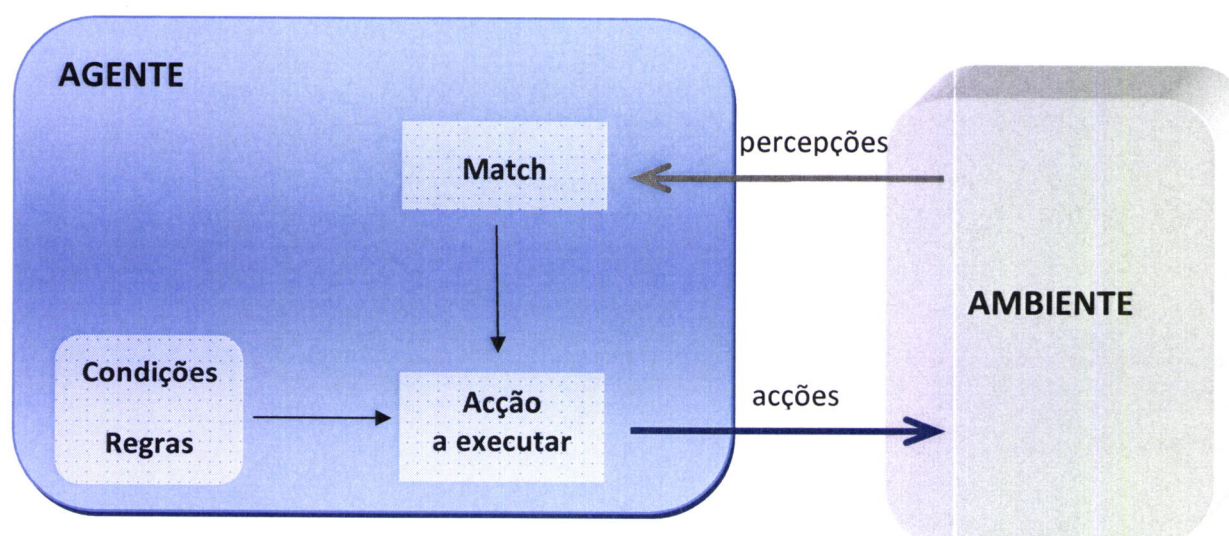 AGENTE
Match
percepções
AMBIENTE
Condições
Regras
Acção
a executar
acções